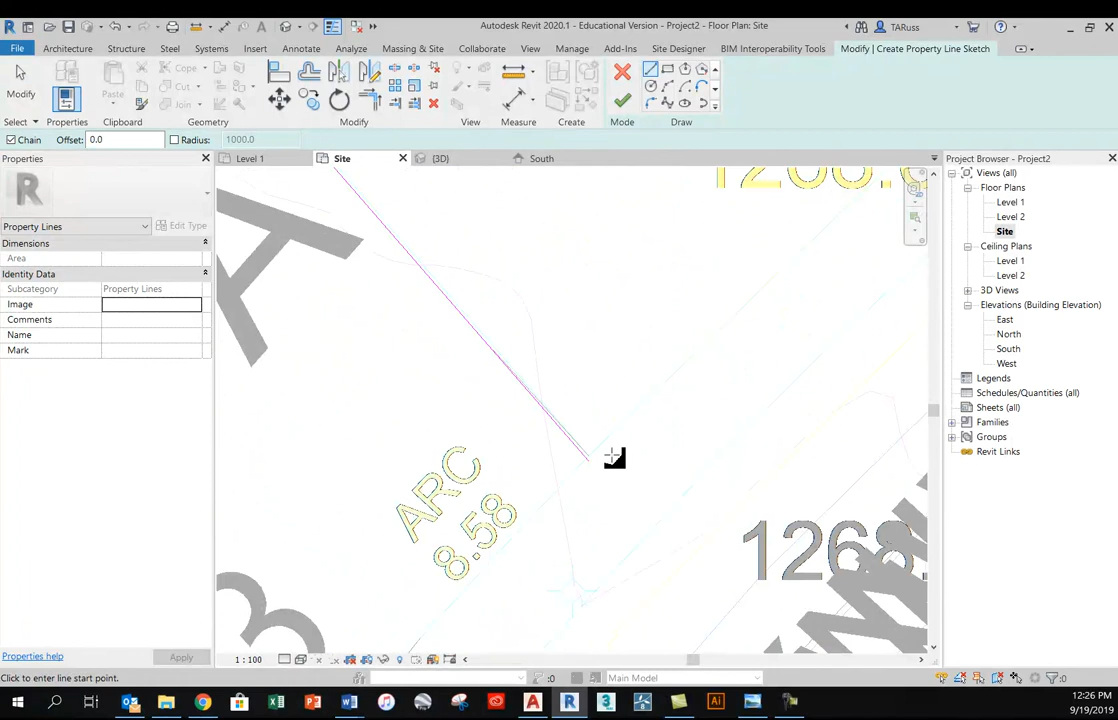 Autodesk Revit 2020.1 - Educational Version - Project2 - Floor Plan: Site
TARuss
File Architecture Structure Steel Systems Insert Annotate Analyze Massing & Site Collaborate View Manage Add-Ins Site Designer BIM Interoperability Tools Modify | Create Property Line Sketch
Modify
Paste
Cope
Cut
Join
Select Properties Clipboard Geometry Modify View Measure Create Mode Draw
Chain Offset: 0.0 Radius: 1000.0
Properties
Level 1 Site (3D) South
Project Browser - Project2
Property Lines
Edit Type
Dimensions
Area
Identity Data
Subcategory Property Lines
Image
Comments
Name
Mark
Properties help
Apply
Views (all)
Floor Plans
Level 1
Level 2
Site
Ceiling Plans
Level 1
Level 2
3D Views
Elevations (Building Elevation)
East
North
South
West
Legends
Schedules/Quantities (all)
Sheets (all)
Families
Groups
Revit Links
A
ARC
8.58
3
1 : 100
Click to enter line start point.
:0
Main Model
:0
12:26 PM
9/19/2019